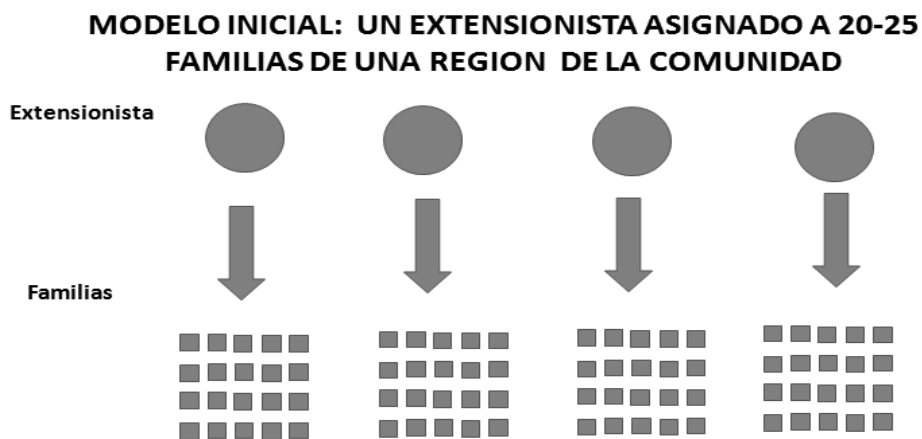 MODELO INICIAL: UN EXTENSIONISTA ASIGNADO A 20-25
FAMILIAS DE UNA REGION DE LA COMUNIDAD
Extensionista
Familias